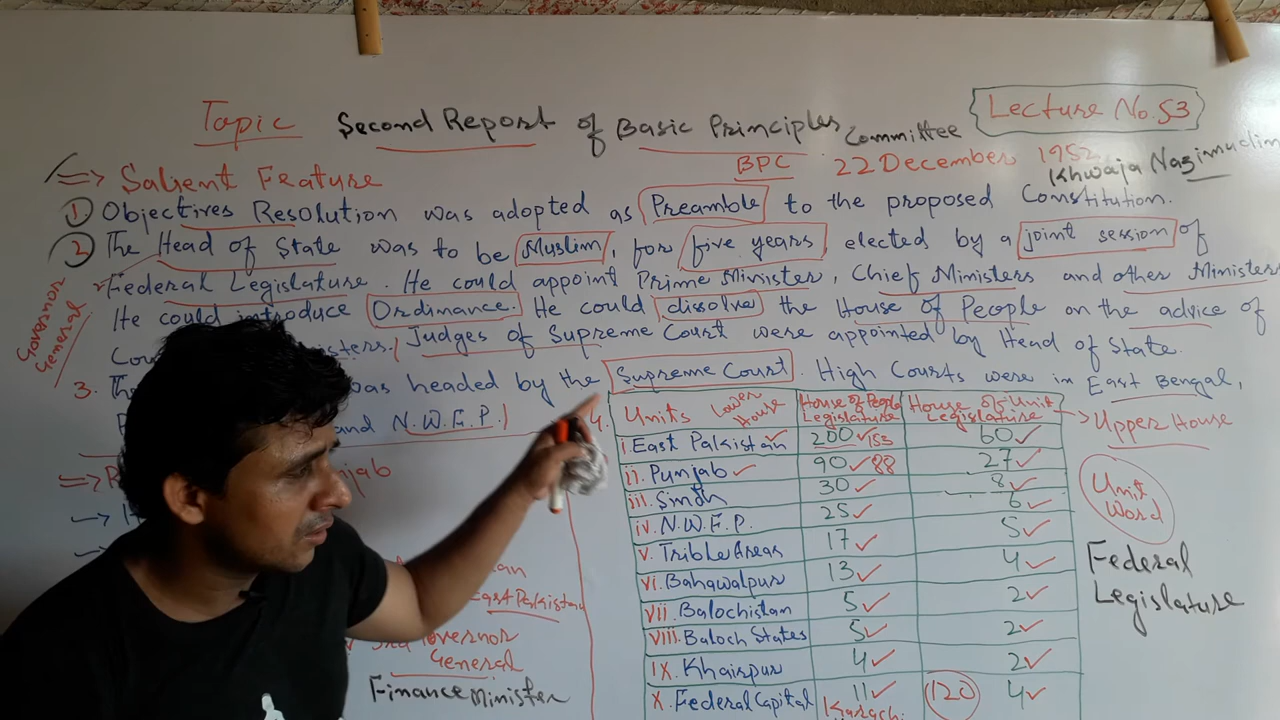 Topic Second Report of Basic Principles Committee
Lecture No.53
BPC 22 December 1952
Khwaja Nazimuddin
=> Salient Feature
① Objectives Resolution was adopted as Preamble to the proposed Constitution.
② The Head of State was to be Muslim, for five years, elected by a joint session of
Federal Legislature. He could appoint Prime Minister, Chief Ministers and other Ministers
He could introduce Ordinance. He could disolve the House of People on the advice of
Judges of Supreme Court were appointed by Head of State.
Governor General
3. was headed by the Supreme Court. High Courts were in East Bengal,
and N.W.F.P.
4. Units Lower House House of People Legislature House of Unit Legislature → Upper House
i. East Pakistan ✓ 200 ✓ 153 60 ✓
ii. Punjab ✓ 90 ✓ 88 27 ✓
iii. Sindh 30 ✓ 8 ✓
iv. N.W.F.P. 25 ✓ 6 ✓
v. Trible Areas 17 ✓ 5 ✓
vi. Bahawalpur 13 ✓ 4 ✓
vii. Balochistan 5 ✓ 2 ✓
viii. Baloch States 5 ✓ 2 ✓
ix. Khairpur 4 ✓ 2 ✓
x. Federal Capital 11 ✓ Karachi 120 4 ✓
Unit Word
Federal
Legislature
East Pakistan
Governor
General
Finance Minister